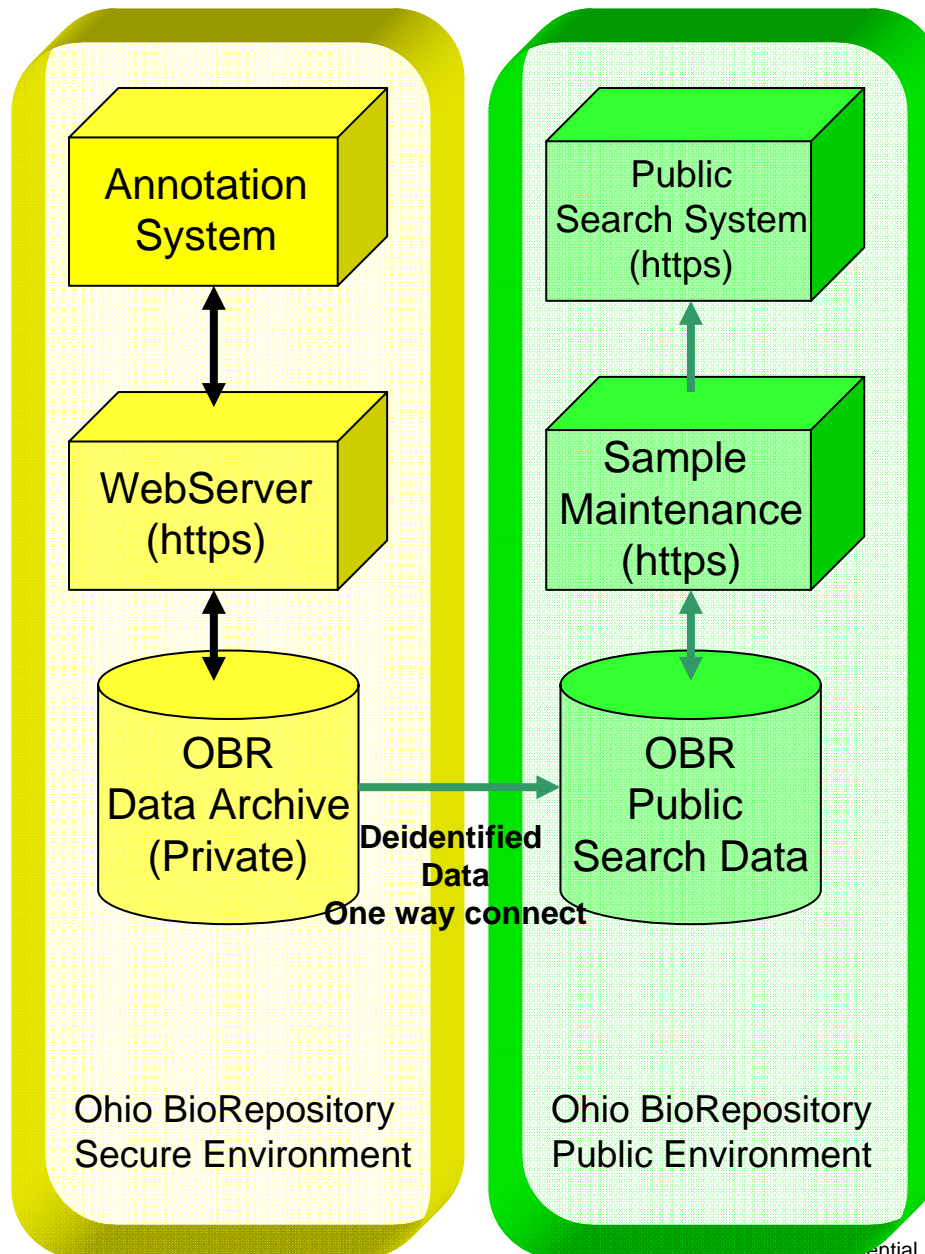 Annotation
System
WebServer
(https)
OBR
Data Archive
(Private)
Deidentified
Data
One way connect
Ohio BioRepository
Secure Environment
Public
Search System
(https)
Sample
Maintenance
(https)
OBR
Public
Search Data
Ohio BioRepository
Public Environment